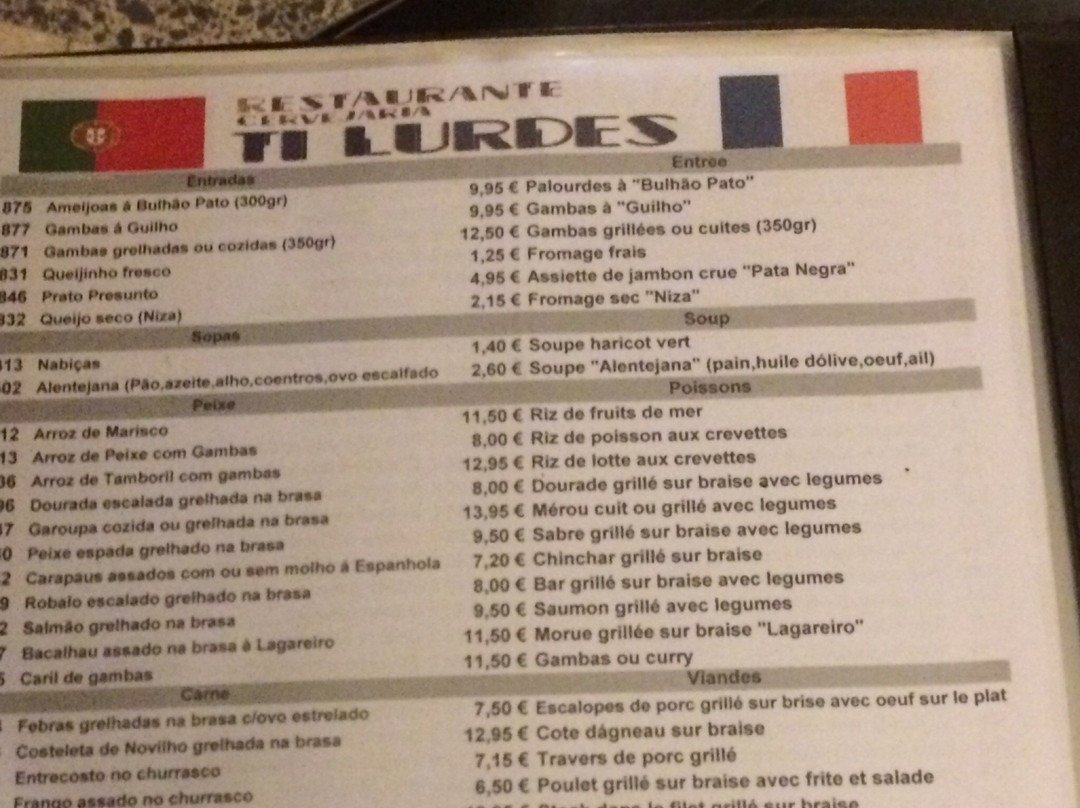 RESTAURANTE
CERVEJARIA
TI LURDES
Entradas Entree
875 Ameijoas á Bulhão Pato (300gr) 9,95 € Palourdes à "Bulhão Pato"
877 Gambas á Guilho 9,95 € Gambas à "Guilho"
871 Gambas grelhadas ou cozidas (350gr) 12,50 € Gambas grillées ou cuites (350gr)
831 Queijinho fresco 1,25 € Fromage frais
846 Prato Presunto 4,95 € Assiette de jambon crue "Pata Negra"
832 Queijo seco (Niza) 2,15 € Fromage sec "Niza"
Sopas Soup
13 Nabiças 1,40 € Soupe haricot vert
02 Alentejana (Pão,azeite,alho,coentros,ovo escalfado 2,60 € Soupe "Alentejana" (pain,huile dólive,oeuf,ail)
Peixe Poissons
12 Arroz de Marisco 11,50 € Riz de fruits de mer
13 Arroz de Peixe com Gambas 8,00 € Riz de poisson aux crevettes
36 Arroz de Tamboril com gambas 12,95 € Riz de lotte aux crevettes
96 Dourada escalada grelhada na brasa 8,00 € Dourade grillé sur braise avec legumes
7 Garoupa cozida ou grelhada na brasa 13,95 € Mérou cuit ou grillé avec legumes
0 Peixe espada grelhado na brasa 9,50 € Sabre grillé sur braise avec legumes
2 Carapaus assados com ou sem molho á Espanhola 7,20 € Chinchar grillé sur braise
9 Robalo escalado grelhado na brasa 8,00 € Bar grillé sur braise avec legumes
2 Salmão grelhado na brasa 9,50 € Saumon grillé avec legumes
7 Bacalhau assado na brasa à Lagareiro 11,50 € Morue grillée sur braise "Lagareiro"
5 Caril de gambas 11,50 € Gambas ou curry
Carne Viandes
Febras grelhadas na brasa c/ovo estrelado 7,50 € Escalopes de porc grillé sur brise avec oeuf sur le plat
Costeleta de Novilho grelhada na brasa 12,95 € Cote dágneau sur braise
Entrecosto no churrasco 7,15 € Travers de porc grillé
Frango assado no churrasco 6,50 € Poulet grillé sur braise avec frite et salade
Steak dans le filet grillé sur braise